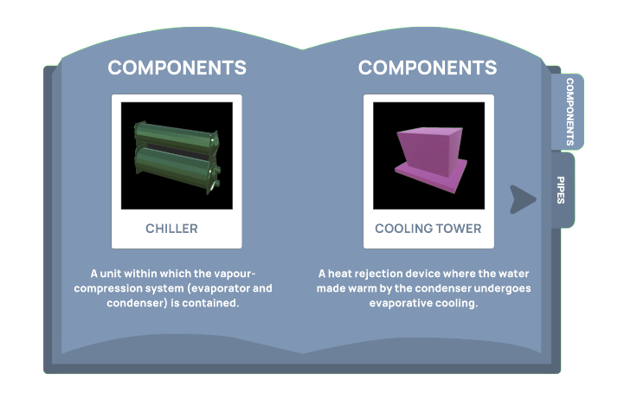 COMPONENTS
CHILLER
A unit within which the vapour-
compression system (evaporator and
condenser) is contained.
COMPONENTS
COOLING TOWER
A heat rejection device where the water
made warm by the condenser undergoes
evaporative cooling.
COMPONENTS
PIPES